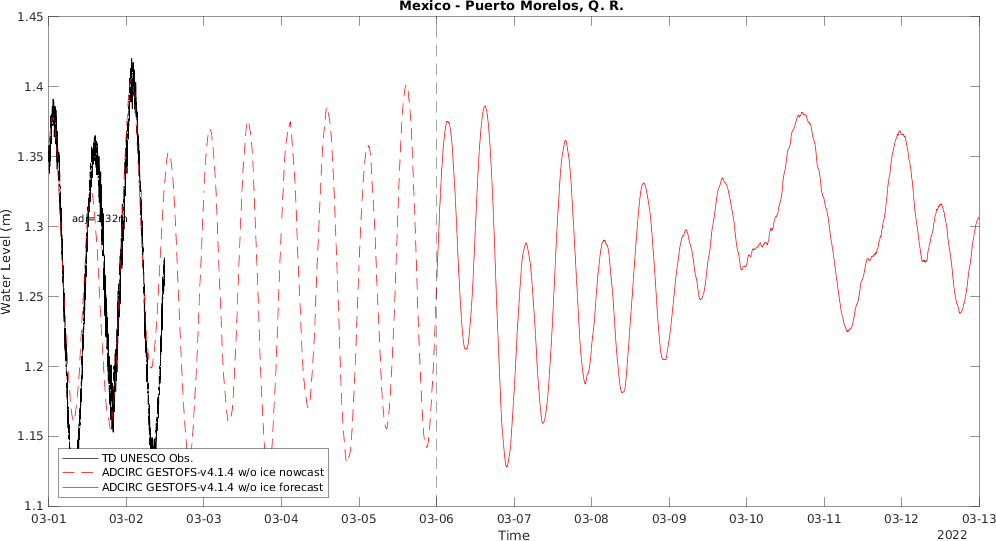 Mexico - Puerto Morelos, Q. R.
1.45
1.4
1.35
1.3
1.25
1.2
1.15
1.1
Water Level (m)
adj=1.32m
TD UNESCO Obs.
ADCIRC GESTOFS-v4.1.4 w/o ice nowcast
ADCIRC GESTOFS-v4.1.4 w/o ice forecast
03-01 03-02 03-03 03-04 03-05 03-06 03-07 03-08 03-09 03-10 03-11 03-12 03-13
Time
2022